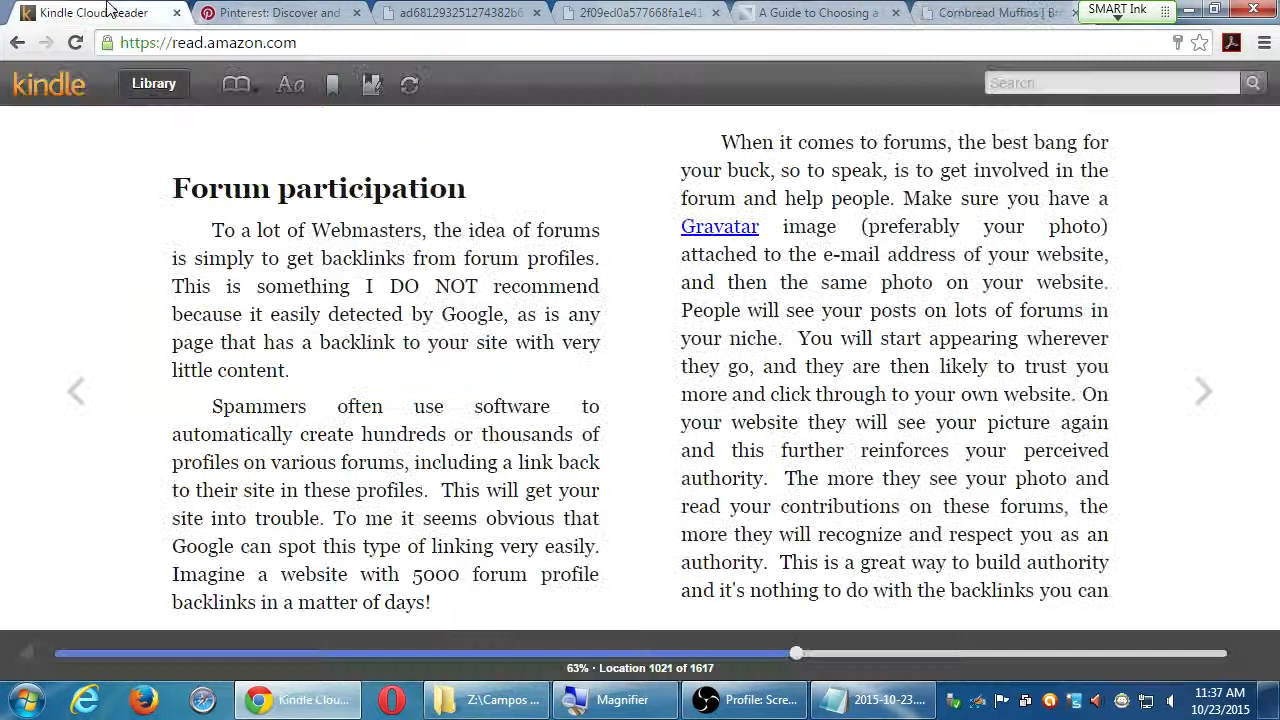 Kindle Cloud Reader
Pinterest: Discover and
ad681293251274382b6
2f09ed0a577668fa1e41
A Guide to Choosing a
Cornbread Muffins | Br
SMART Ink
https://read.amazon.com
kindle
Library
Aa
Search
Forum participation
To a lot of Webmasters, the idea of forums
is simply to get backlinks from forum profiles.
This is something I DO NOT recommend
because it easily detected by Google, as is any
page that has a backlink to your site with very
little content.
Spammers often use software to
automatically create hundreds or thousands of
profiles on various forums, including a link back
to their site in these profiles. This will get your
site into trouble. To me it seems obvious that
Google can spot this type of linking very easily.
Imagine a website with 5000 forum profile
backlinks in a matter of days!
When it comes to forums, the best bang for
your buck, so to speak, is to get involved in the
forum and help people. Make sure you have a
Gravatar image (preferably your photo)
attached to the e-mail address of your website,
and then the same photo on your website.
People will see your posts on lots of forums in
your niche. You will start appearing wherever
they go, and they are then likely to trust you
more and click through to your own website. On
your website they will see your picture again
and this further reinforces your perceived
authority. The more they see your photo and
read your contributions on these forums, the
more they will recognize and respect you as an
authority. This is a great way to build authority
and it's nothing to do with the backlinks you can
63% · Location 1021 of 1617
Kindle Clou...
Z:\Campos ...
Magnifier
Profile: Scre...
2015-10-23....
11:37 AM
10/23/2015